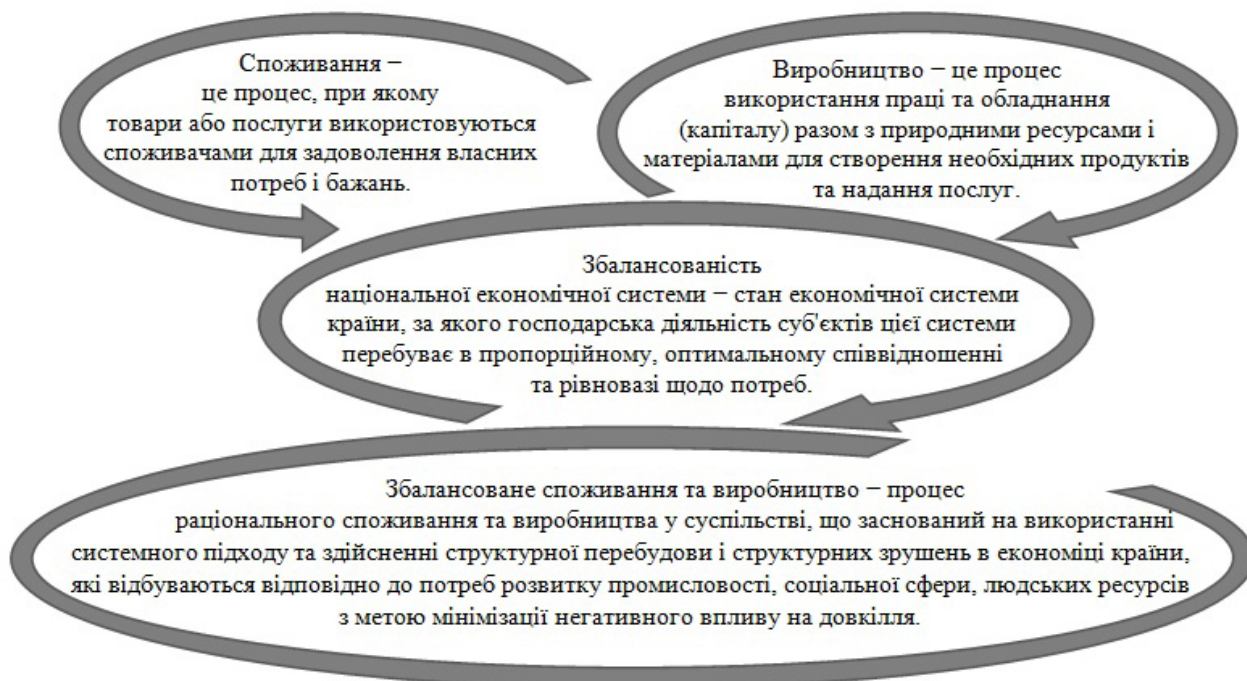 Споживання −
це процес, при якому
товари або послуги використовуються
споживачами для задоволення власних
потреб і бажань.
Виробництво − це процес
використання праці та обладнання
(капіталу) разом з природними ресурсами і
матеріалами для створення необхідних продуктів
та надання послуг.
Збалансованість
національної економічної системи − стан економічної системи
країни, за якого господарська діяльність суб'єктів цієї системи
перебуває в пропорційному, оптимальному співвідношенні
та рівновазі щодо потреб.
Збалансоване споживання та виробництво − процес
раціонального споживання та виробництва у суспільстві, що заснований на використанні
системного підходу та здійсненні структурної перебудови і структурних зрушень в економіці країни,
які відбуваються відповідно до потреб розвитку промисловості, соціальної сфери, людських ресурсів
з метою мінімізації негативного впливу на довкілля.